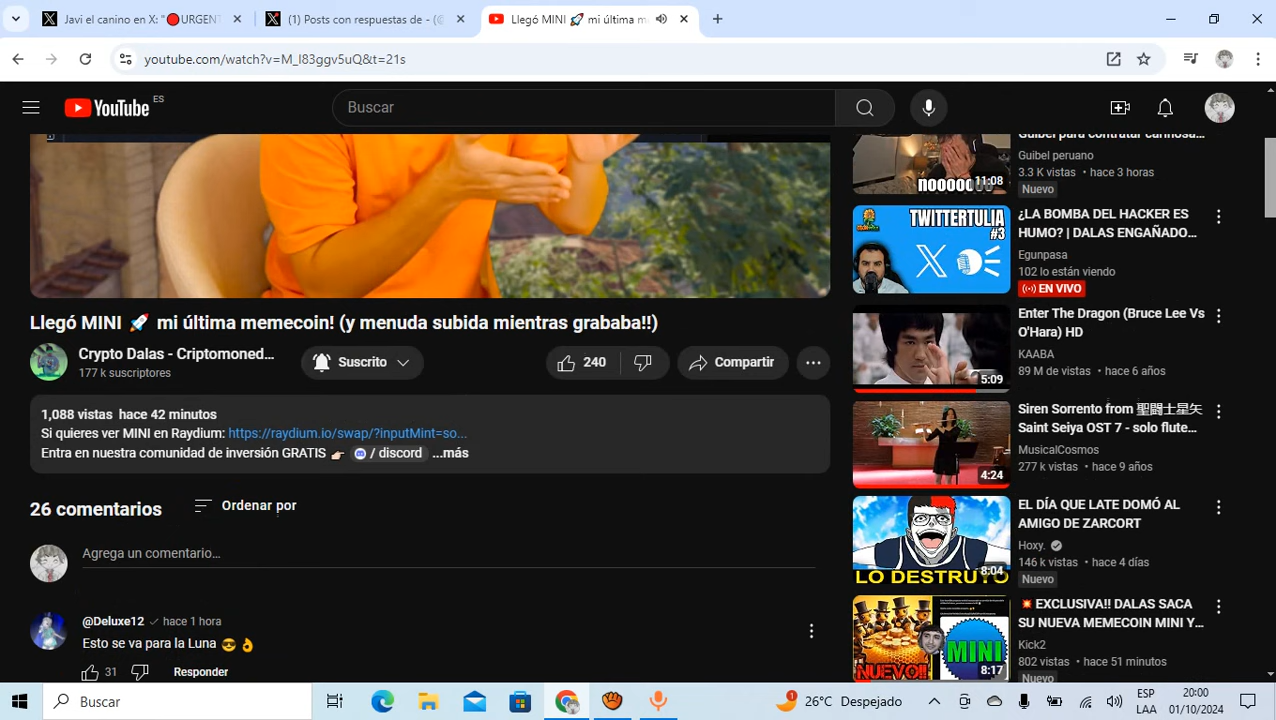 Javi el canino en X: "🔴URGENT
(1) Posts con respuestas de - (@
Llegó MINI 🚀 mi última m
youtube.com/watch?v=M_I83ggv5uQ&t=21s
YouTube ES
Buscar
Llegó MINI 🚀 mi última memecoin! (y menuda subida mientras grababa!!)
Crypto Dalas - Criptomoned...
177 k suscriptores
Suscrito
240
Compartir
1,088 vistas hace 42 minutos
Si quieres ver MINI en Raydium: https://raydium.io/swap/?inputMint=so...
Entra en nuestra comunidad de inversión GRATIS 👉🏻 / discord ...más
26 comentarios
Ordenar por
Agrega un comentario...
@Deluxe12 hace 1 hora
Esto se va para la Luna 😎👌
31
Responder
NOOOOOO
11:08
Guibel para contratar cariñosa...
Guibel peruano
3.3 K vistas • hace 3 horas
Nuevo
TWITTERTULIA
#3
¿LA BOMBA DEL HACKER ES
HUMO? | DALAS ENGAÑADO...
Egunpasa
102 lo están viendo
EN VIVO
5:09
Enter The Dragon (Bruce Lee Vs
O'Hara) HD
KAABA
89 M de vistas • hace 6 años
4:24
Siren Sorrento from 聖闘士星矢
Saint Seiya OST 7 - solo flute...
MusicalCosmos
277 k vistas • hace 9 años
LO DESTRUYO
8:04
EL DÍA QUE LATE DOMÓ AL
AMIGO DE ZARCORT
Hoxy.
146 k vistas • hace 4 días
Nuevo
NUEVO!!
MINI
8:17
💥EXCLUSIVA!! DALAS SACA
SU NUEVA MEMECOIN MINI Y...
Kick2
802 vistas • hace 51 minutos
Nuevo
Buscar
1
26°C Despejado
ESP
LAA
20:00
01/10/2024